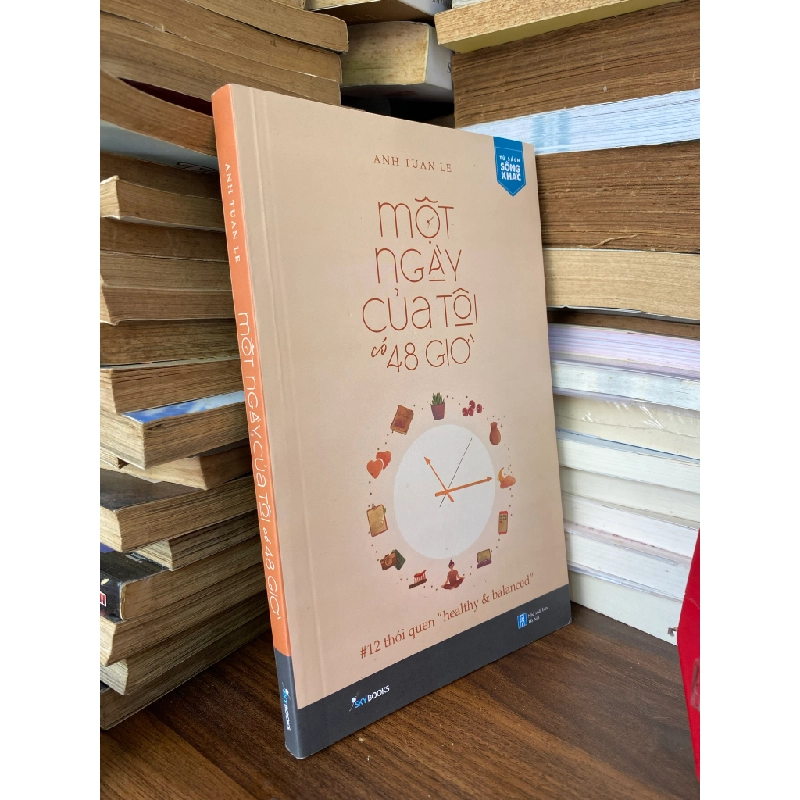 ANH TUAN LE
TỦ SÁCH
SỐNG
KHÁC
MỘT
NGÀY
CỦA TÔI
có 48 GIỜ
#12 thói quen "healthy & balanced"
SKYBOOKS
ANH TUAN LE
MỘT NGÀY CỦA TÔI có 48 GIỜ
SKYBOOKS